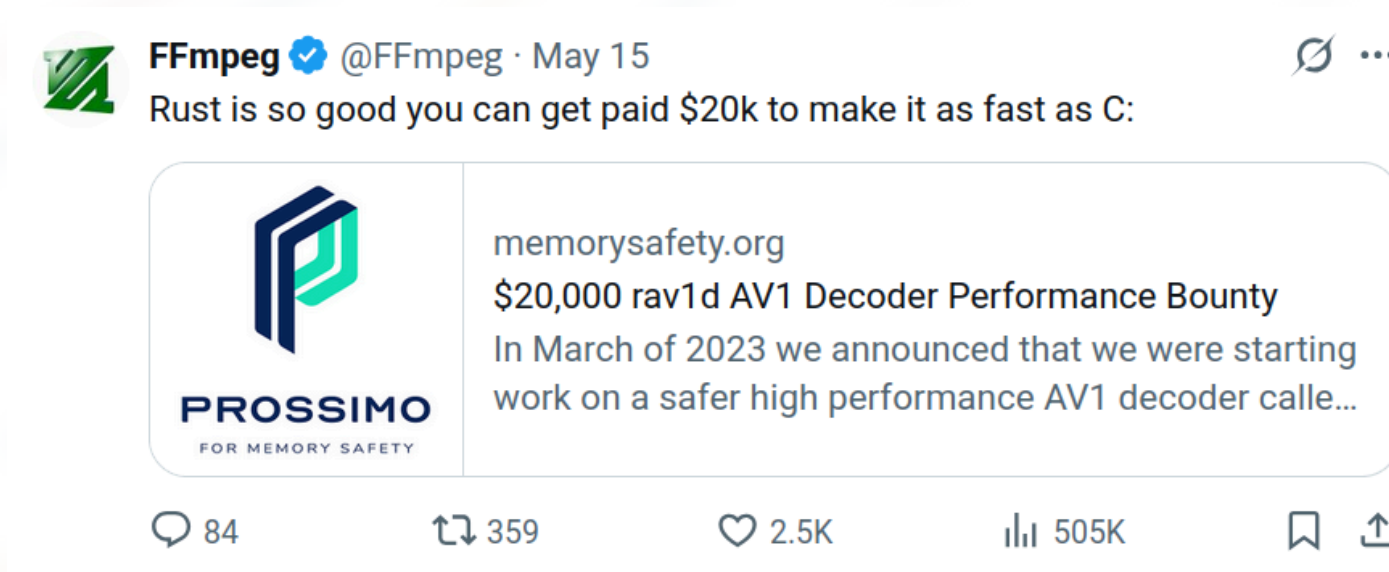 FFmpeg @FFmpeg · May 15
Rust is so good you can get paid $20k to make it as fast as C:
PROSSIMO
FOR MEMORY SAFETY
memorysafety.org
$20,000 rav1d AV1 Decoder Performance Bounty
In March of 2023 we announced that we were starting
work on a safer high performance AV1 decoder calle...
84 359 2.5K 505K